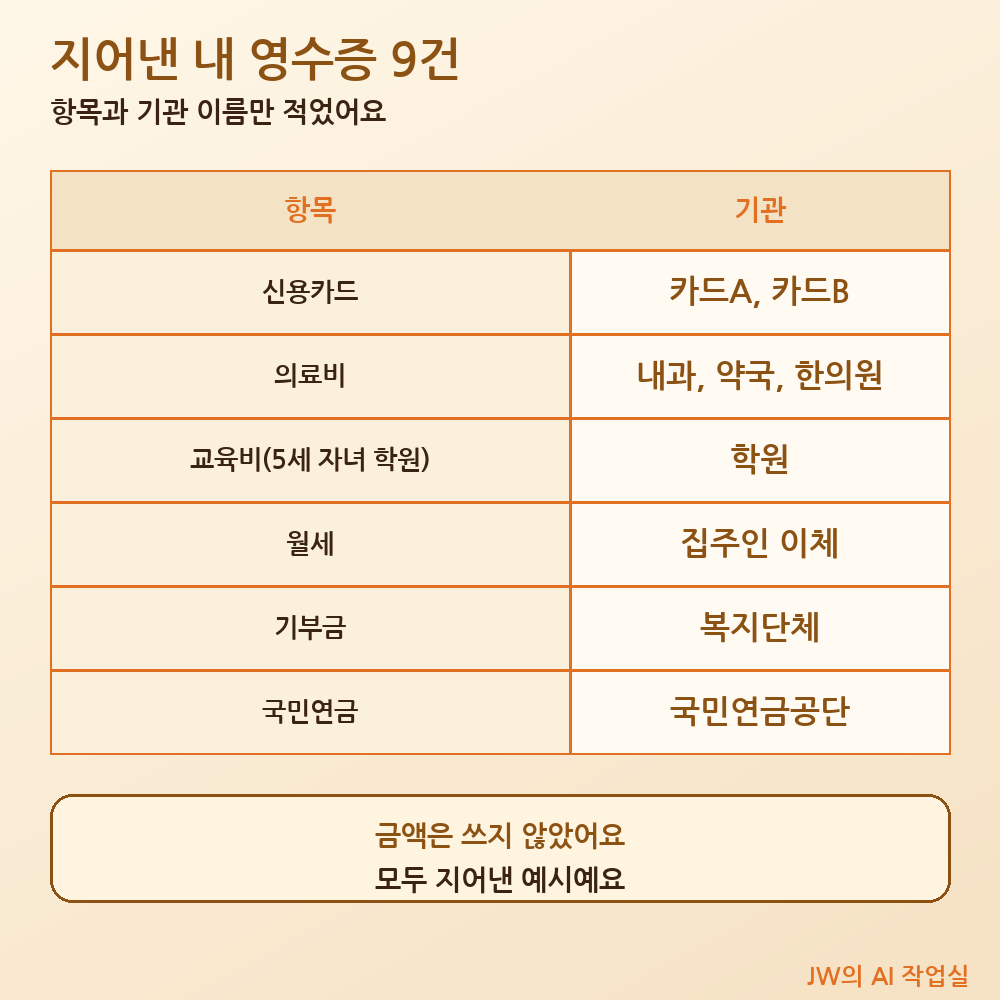 지어낸 내 영수증 9건
항목과 기관 이름만 적었어요
항목 기관
신용카드 카드A, 카드B
의료비 내과, 약국, 한의원
교육비(5세 자녀 학원) 학원
월세 집주인 이체
기부금 복지단체
국민연금 국민연금공단
금액은 쓰지 않았어요
모두 지어낸 예시예요
JW의 AI 작업실